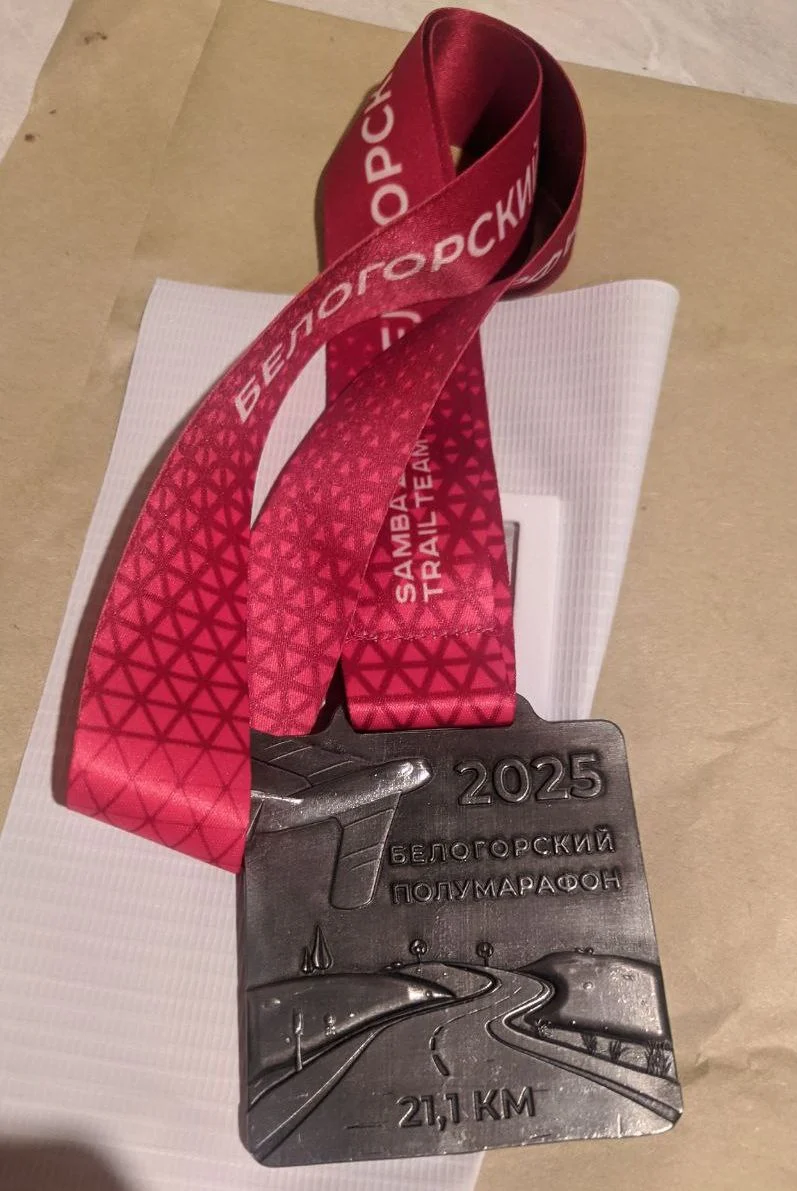 БЕЛОГОРСКИЙ
SAMBA
TRAIL TEAM
2025
БЕЛОГОРСКИЙ
ПОЛУМАРАФОН
21,1 КМ